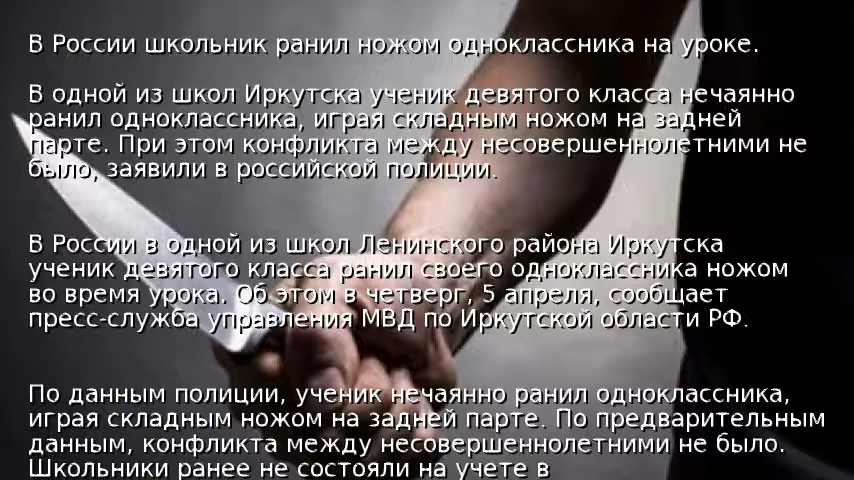 В России школьник ранил ножом одноклассника на уроке.
В одной из школ Иркутска ученик девятого класса нечаянно
ранил одноклассника, играя складным ножом на задней
парте. При этом конфликта между несовершеннолетними не
было, заявили в российской полиции.
В России в одной из школ Ленинского района Иркутска
ученик девятого класса ранил своего одноклассника ножом
во время урока. Об этом в четверг, 5 апреля, сообщает
пресс-служба управления МВД по Иркутской области РФ.
По данным полиции, ученик нечаянно ранил одноклассника,
играя складным ножом на задней парте. По предварительным
данным, конфликта между несовершеннолетними не было.
Школьники ранее не состояли на учете в